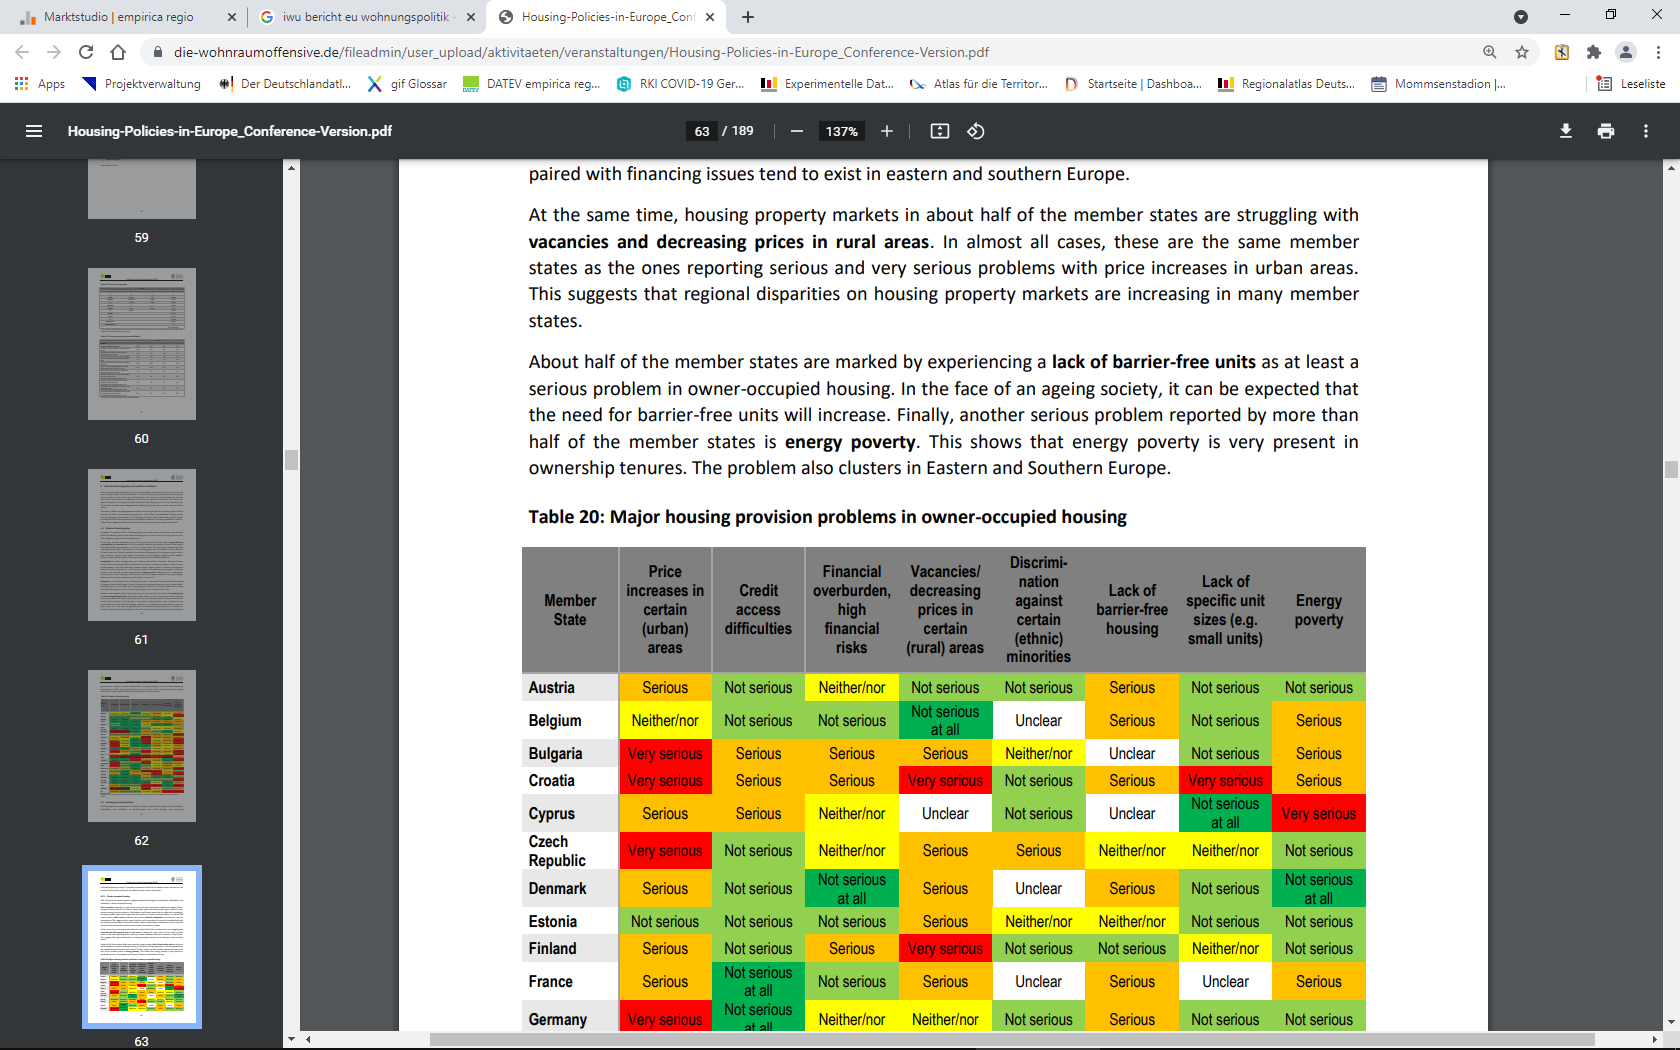 Marktstudio | empirica regio
iwu bericht eu wohnungspolitik -
Housing-Policies-in-Europe_Conf
die-wohnraumoffensive.de/fileadmin/user_upload/aktivitaeten/veranstaltungen/Housing-Policies-in-Europe_Conference-Version.pdf
Apps
Projektverwaltung
Der Deutschlandatl...
gif Glossar
DATEV empirica reg...
RKI COVID-19 Ger...
Experimentelle Dat...
Atlas für die Territor...
Startseite | Dashboa...
Regionalatlas Deuts...
Mommsenstadion |...
Leseliste
Housing-Policies-in-Europe_Conference-Version.pdf
63 / 189
137%
59
60
61
62
63
paired with financing issues tend to exist in eastern and southern Europe.
At the same time, housing property markets in about half of the member states are struggling with
vacancies and decreasing prices in rural areas. In almost all cases, these are the same member
states as the ones reporting serious and very serious problems with price increases in urban areas.
This suggests that regional disparities on housing property markets are increasing in many member
states.
About half of the member states are marked by experiencing a lack of barrier-free units as at least a
serious problem in owner-occupied housing. In the face of an ageing society, it can be expected that
the need for barrier-free units will increase. Finally, another serious problem reported by more than
half of the member states is energy poverty. This shows that energy poverty is very present in
ownership tenures. The problem also clusters in Eastern and Southern Europe.
Table 20: Major housing provision problems in owner-occupied housing
Member State
Price increases in certain (urban) areas
Credit access difficulties
Financial overburden, high financial risks
Vacancies/ decreasing prices in certain (rural) areas
Discrimi-nation against certain (ethnic) minorities
Lack of barrier-free housing
Lack of specific unit sizes (e.g. small units)
Energy poverty
Austria Serious Not serious Neither/nor Not serious Not serious Serious Not serious Not serious
Belgium Neither/nor Not serious Not serious Not serious at all Unclear Serious Not serious Serious
Bulgaria Very serious Serious Serious Serious Neither/nor Unclear Not serious Serious
Croatia Very serious Serious Serious Very serious Not serious Serious Very serious Serious
Cyprus Serious Serious Neither/nor Unclear Not serious Unclear Not serious at all Very serious
Czech Republic Very serious Not serious Neither/nor Serious Serious Neither/nor Neither/nor Not serious
Denmark Serious Not serious Not serious at all Serious Unclear Serious Not serious Not serious at all
Estonia Not serious Not serious Not serious Serious Neither/nor Neither/nor Not serious Not serious
Finland Serious Not serious Serious Very serious Not serious Not serious Neither/nor Not serious
France Serious Not serious at all Not serious Serious Unclear Serious Unclear Serious
Germany Very serious Not serious at all Neither/nor Neither/nor Not serious Serious Not serious Not serious